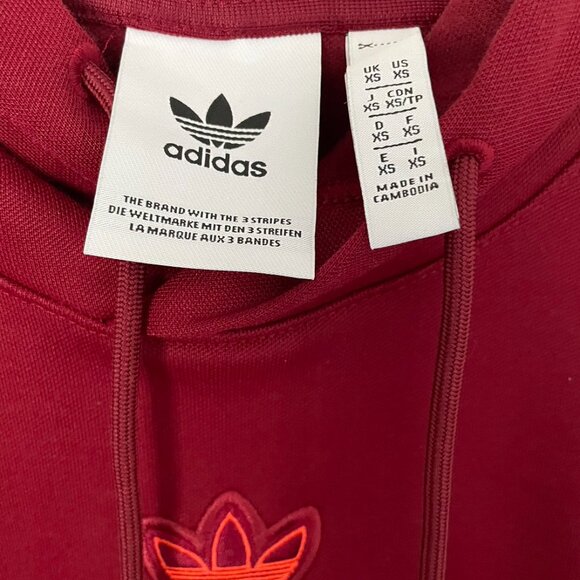 adidas
THE BRAND WITH THE 3 STRIPES
DIE WELTMARKE MIT DEN 3 STREIFEN
LA MARQUE AUX 3 BANDES
UK US
XS XS
J CDN
XS XS/TP
D F
XS XS
E I
XS XS
MADE IN
CAMBODIA